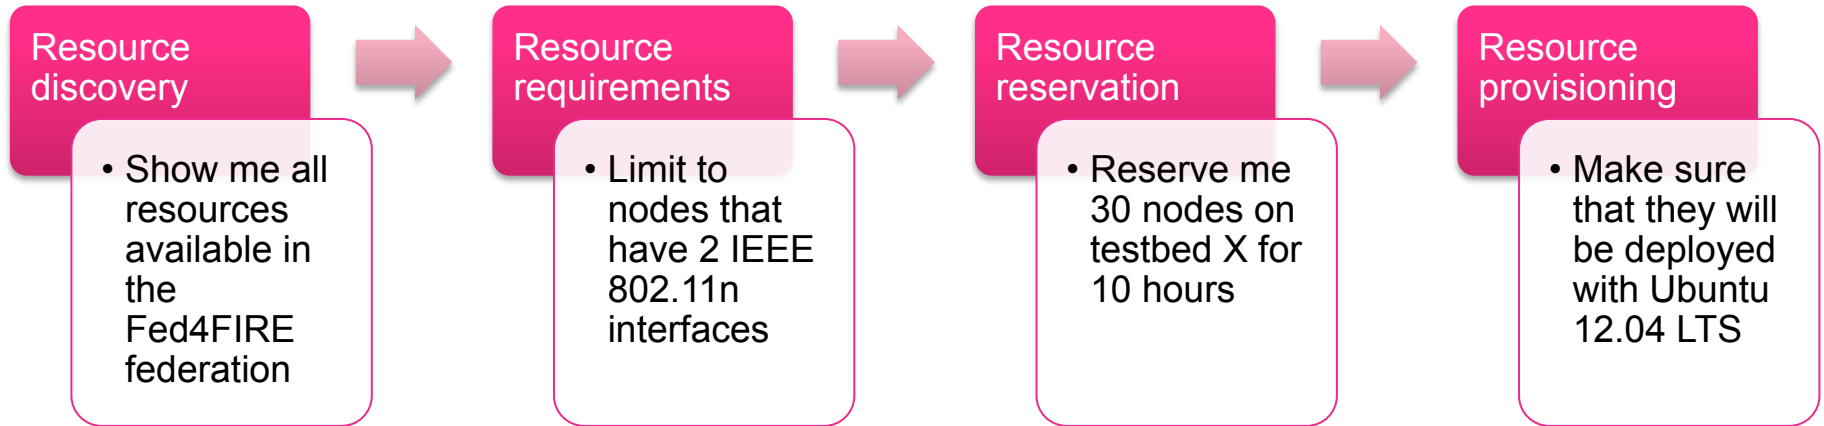 Resource
discovery
• Show me all
resources
available in
the
Fed4FIRE
federation
Resource
requirements
• Limit to
nodes that
have 2 IEEE
802.11n
interfaces
Resource
reservation
• Reserve me
30 nodes on
testbed X for
10 hours
Resource
provisioning
• Make sure
that they will
be deployed
with Ubuntu
12.04 LTS